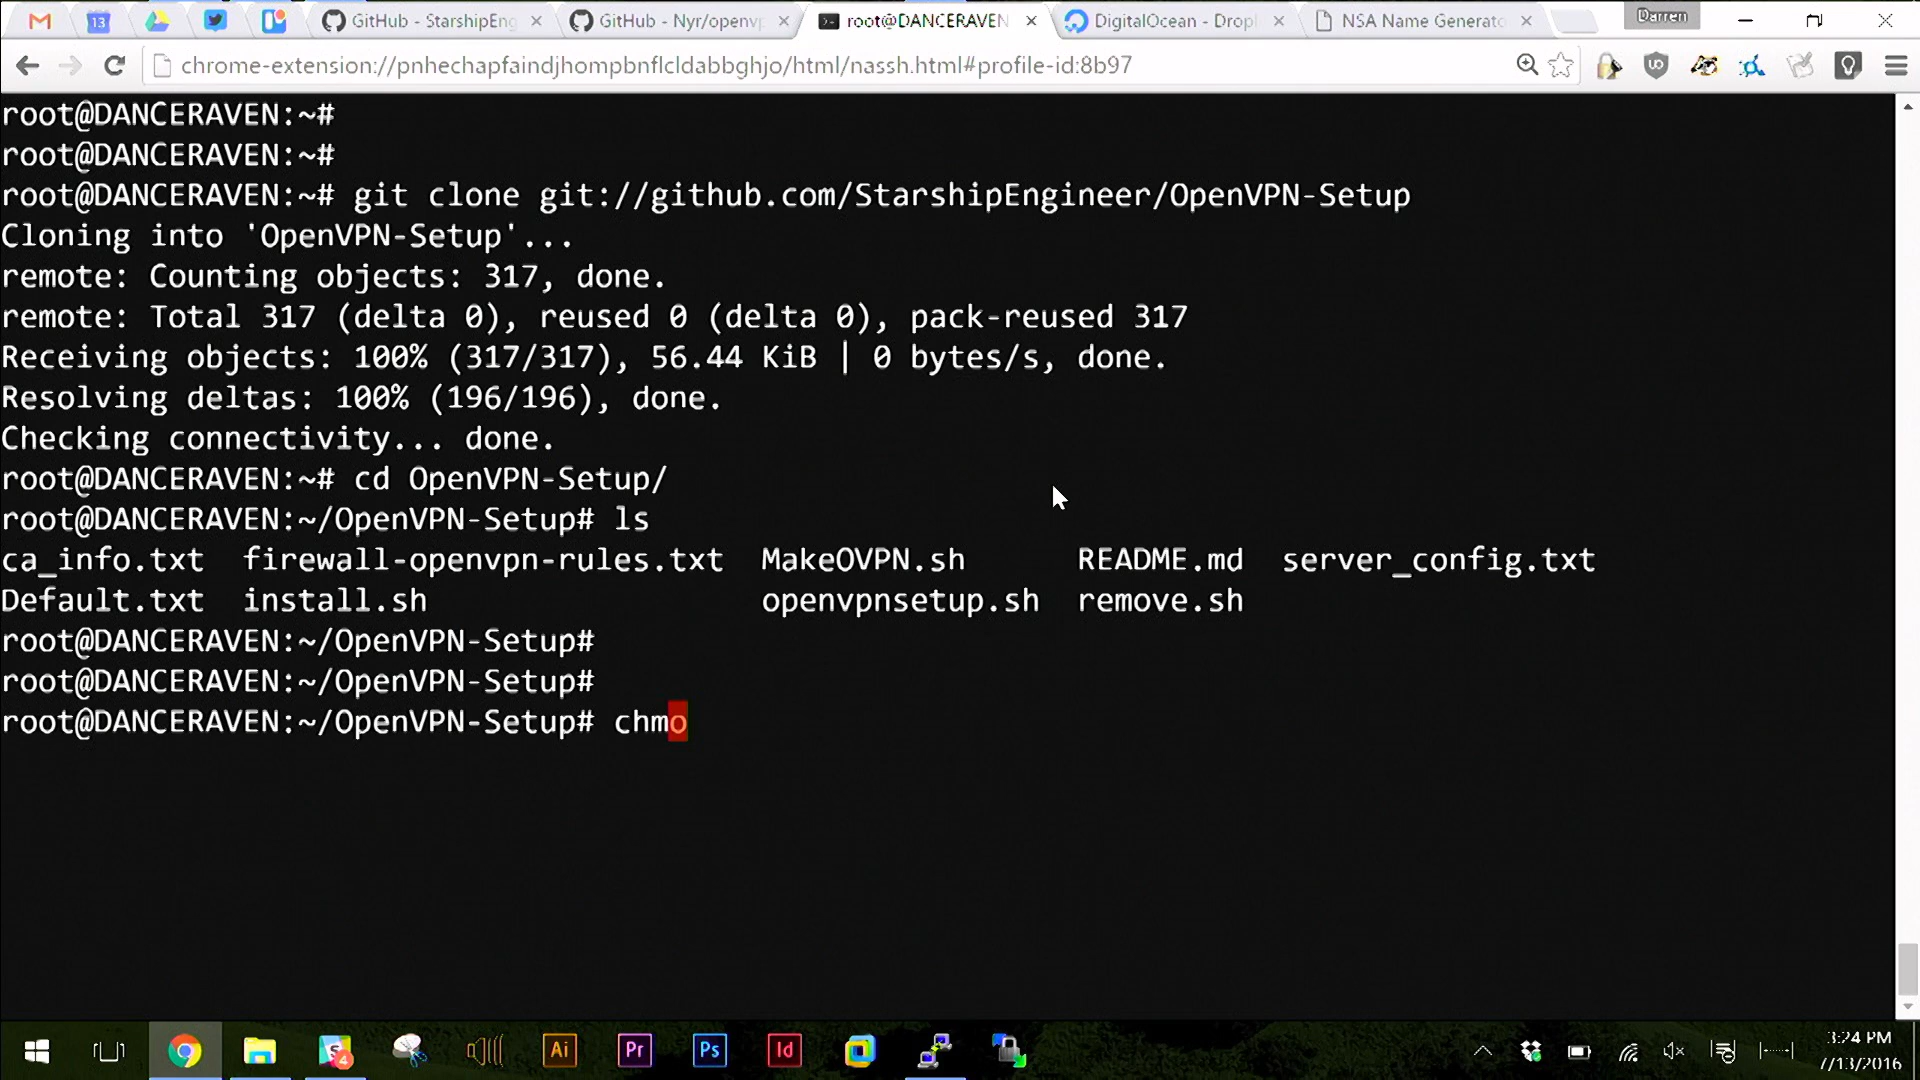 13
GitHub - StarshipEng
GitHub - Nyr/openvp
root@DANCERAVEN
DigitalOcean - Dropl
NSA Name Generato
Darren
chrome-extension://pnhechapfaindjhompbnflcldabbghjo/html/nassh.html#profile-id:8b97
root@DANCERAVEN:~#
root@DANCERAVEN:~#
root@DANCERAVEN:~# git clone git://github.com/StarshipEngineer/OpenVPN-Setup
Cloning into 'OpenVPN-Setup'...
remote: Counting objects: 317, done.
remote: Total 317 (delta 0), reused 0 (delta 0), pack-reused 317
Receiving objects: 100% (317/317), 56.44 KiB | 0 bytes/s, done.
Resolving deltas: 100% (196/196), done.
Checking connectivity... done.
root@DANCERAVEN:~# cd OpenVPN-Setup/
root@DANCERAVEN:~/OpenVPN-Setup# ls
ca_info.txt firewall-openvpn-rules.txt MakeOVPN.sh README.md server_config.txt
Default.txt install.sh openvpnsetup.sh remove.sh
root@DANCERAVEN:~/OpenVPN-Setup#
root@DANCERAVEN:~/OpenVPN-Setup#
root@DANCERAVEN:~/OpenVPN-Setup# chmo
4
Ai Pr Ps Id
3:24 PM
7/13/2016